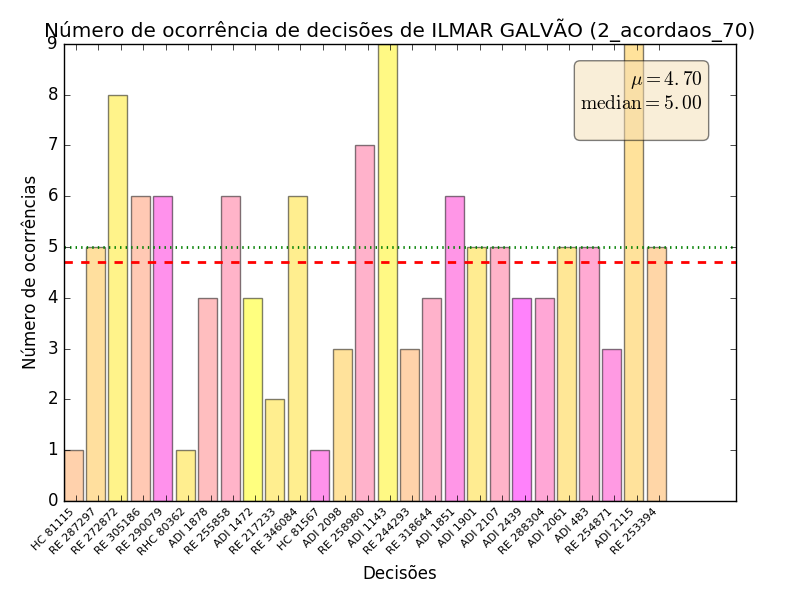 Número de ocorrência de decisões de ILMAR GALVÃO (2_acordaos_70)
μ = 4.70
median = 5.00
Número de ocorrências
9
8
7
6
5
4
3
2
1
0
HC 81115
RE 287297
RE 272872
RE 305186
RE 290079
RHC 80362
ADI 1878
RE 255858
ADI 1472
RE 217233
RE 346084
HC 81567
ADI 2098
RE 258980
ADI 1143
RE 244293
RE 318644
ADI 1851
ADI 1901
ADI 2107
ADI 2439
RE 288304
ADI 2061
ADI 483
RE 254871
ADI 2115
RE 253394
Decisões